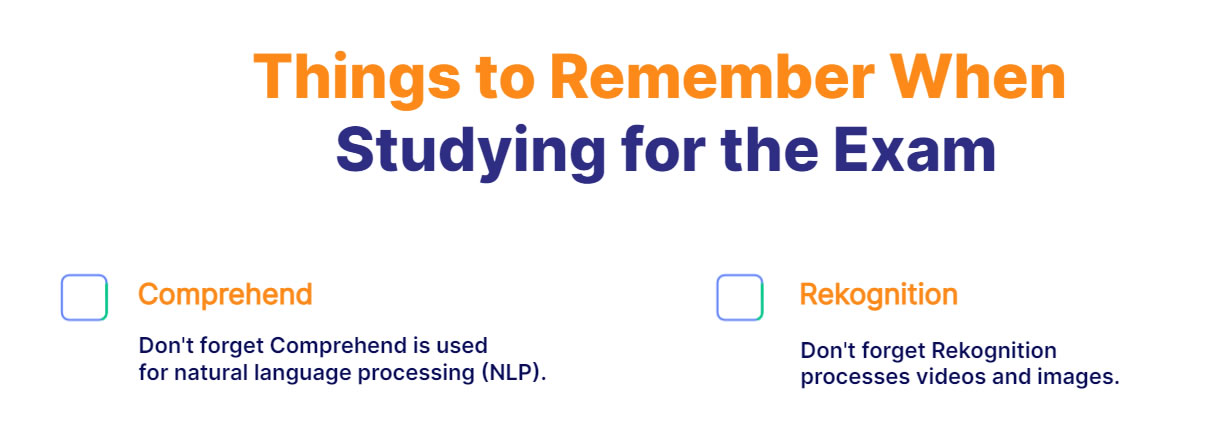 Things to Remember When
Studying for the Exam
Comprehend
Don't forget Comprehend is used
for natural language processing (NLP).
Rekognition
Don't forget Rekognition
processes videos and images.